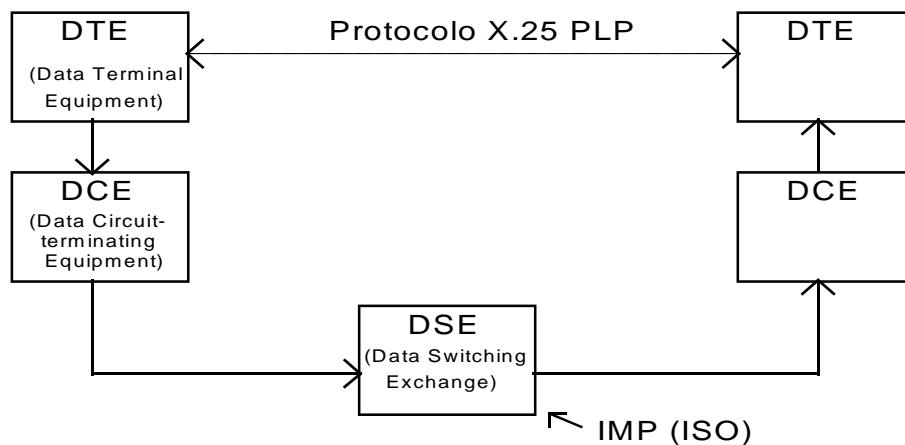 DTE
(Data Terminal
Equipment)
Protocolo X.25 PLP
DTE
DCE
(Data Circuit-
terminating
Equipment)
DCE
DSE
(Data Switching
Exchange)
IMP (ISO)